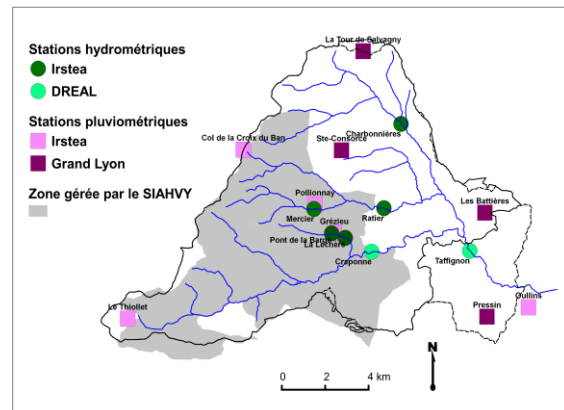 La Tour de Salvagny
Stations hydrométriques
Irstea
DREAL
Stations pluviométriques
Irstea
Grand Lyon
Zone gérée par le SIAHVY
Charbonnières
Col de la Croix du Ban
Ste-Consorce
Pollionnay
Mercier
Ratier
Les Battières
Grézieu
Pont de la Barge
La Léchère
Craponne
Taffignon
Le Thiollet
Pressin
Oullins
N
0 2 4 km